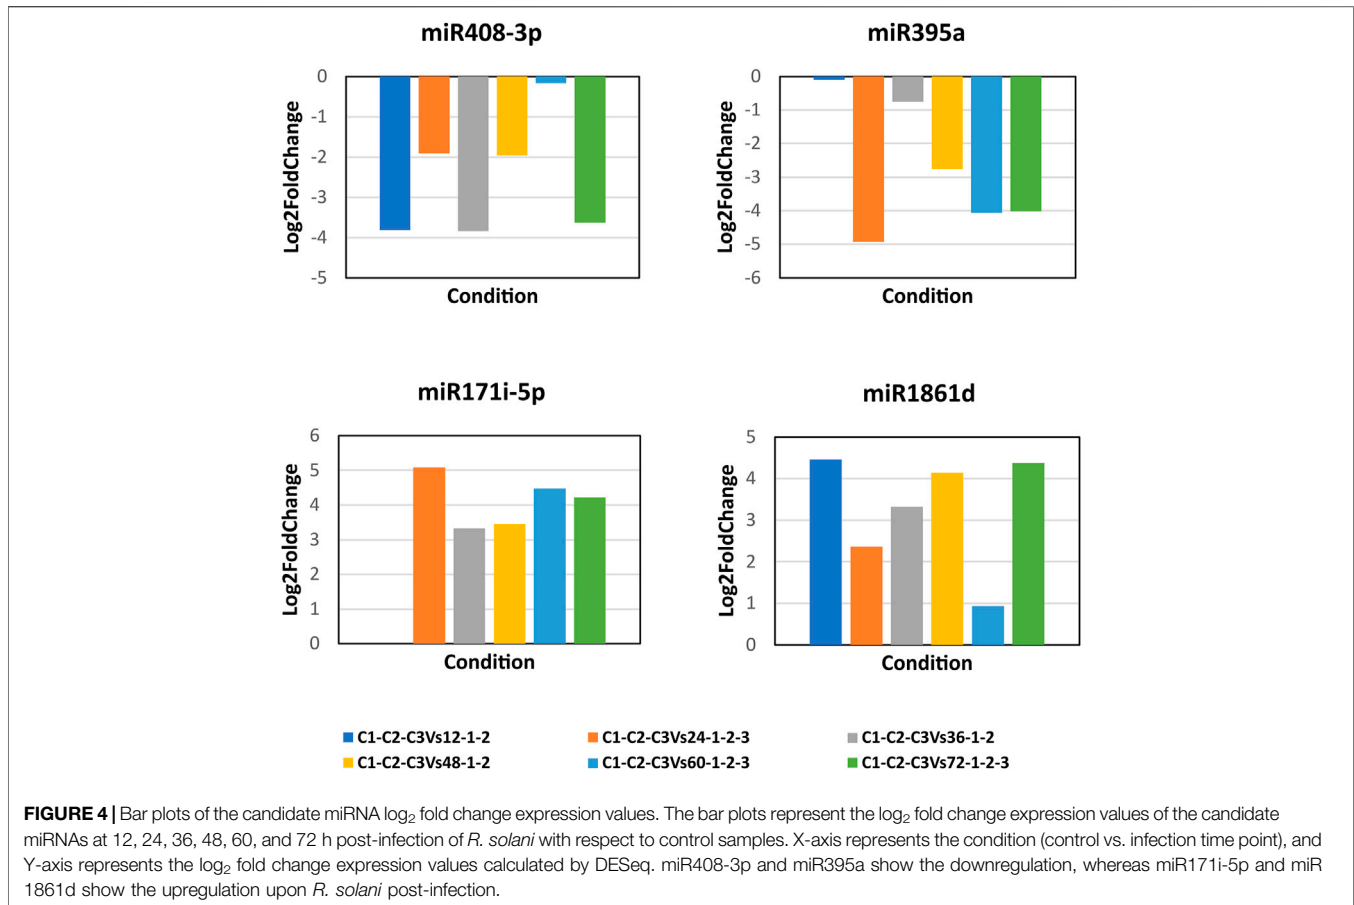 miR408-3p
0
-1
-2
-3
-4
-5
Log2FoldChange
Condition
miR395a
0
-1
-2
-3
-4
-5
-6
Log2FoldChange
Condition
miR171i-5p
6
5
4
3
2
1
0
Log2FoldChange
Condition
miR1861d
5
4
3
2
1
0
Log2FoldChange
Condition
C1-C2-C3Vs12-1-2
C1-C2-C3Vs24-1-2-3
C1-C2-C3Vs36-1-2
C1-C2-C3Vs48-1-2
C1-C2-C3Vs60-1-2-3
C1-C2-C3Vs72-1-2-3
FIGURE 4 | Bar plots of the candidate miRNA log2 fold change expression values. The bar plots represent the log2 fold change expression values of the candidate
miRNAs at 12, 24, 36, 48, 60, and 72 h post-infection of R. solani with respect to control samples. X-axis represents the condition (control vs. infection time point), and
Y-axis represents the log2 fold change expression values calculated by DESeq. miR408-3p and miR395a show the downregulation, whereas miR171i-5p and miR
1861d show the upregulation upon R. solani post-infection.